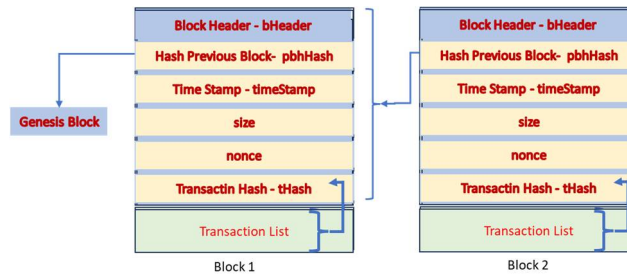 Block Header - bHeader
Hash Previous Block- pbhHash
Time Stamp - timeStamp
size
nonce
Transactin Hash - tHash
Transaction List
Block 1
Genesis Block
Block Header - bHeader
Hash Previous Block- pbhHash
Time Stamp - timeStamp
size
nonce
Transactin Hash - tHash
Transaction List
Block 2